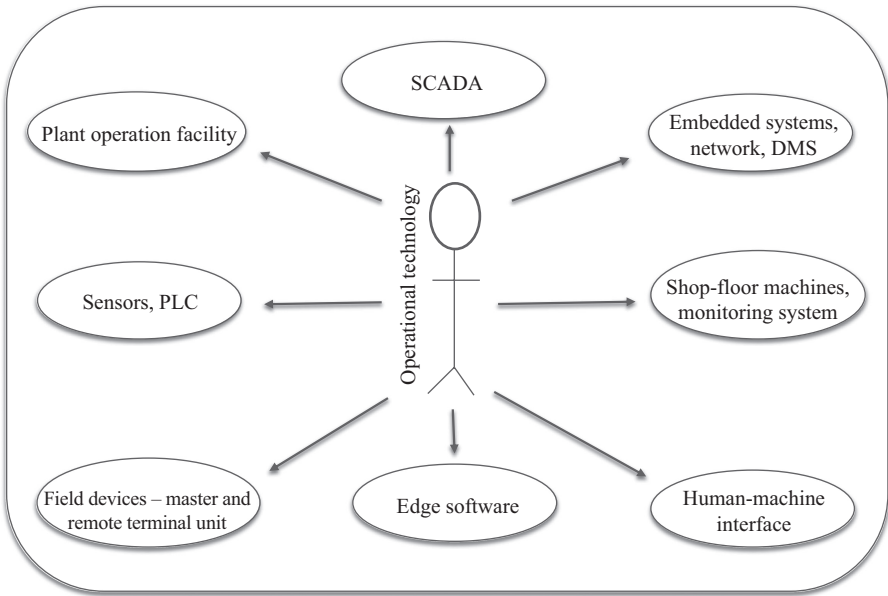 SCADA
Plant operation facility
Embedded systems,
network, DMS
Operational technology
Sensors, PLC
Shop-floor machines,
monitoring system
Field devices – master and
remote terminal unit
Edge software
Human-machine
interface